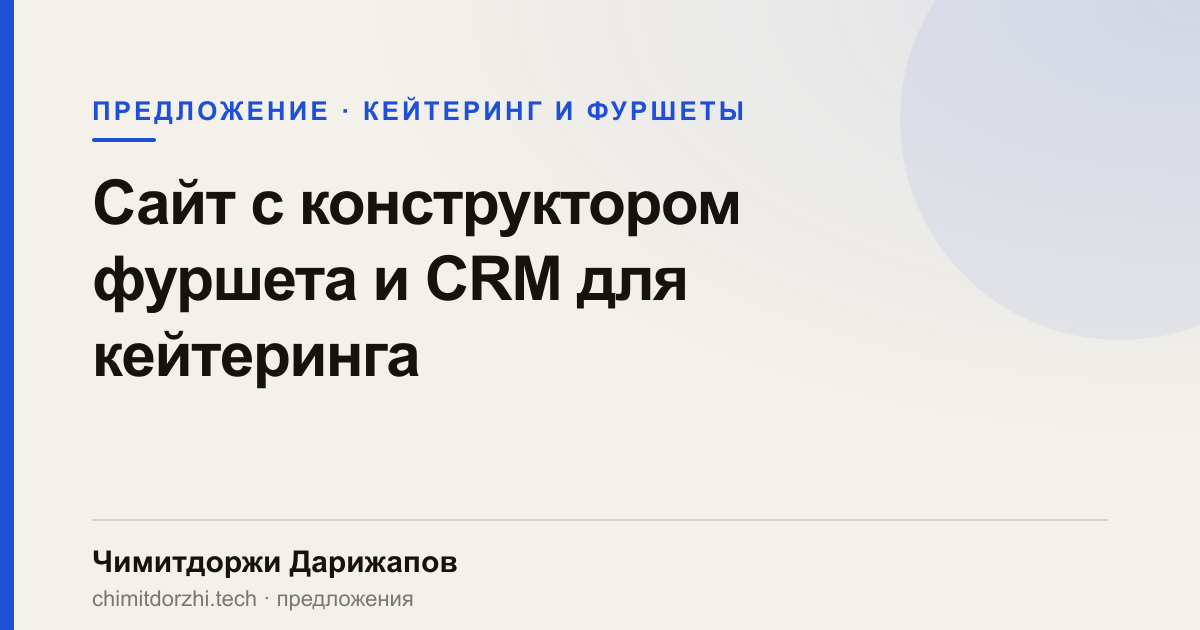 ПРЕДЛОЖЕНИЕ · КЕЙТЕРИНГ И ФУРШЕТЫ
Сайт с конструктором
фуршета и CRM для
кейтеринга
Чимитдоржи Дарижапов
chimitdorzhi.tech · предложения